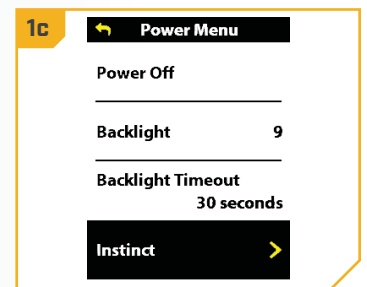 1c
Power Menu
Power Off
Backlight 9
Backlight Timeout
30 seconds
Instinct